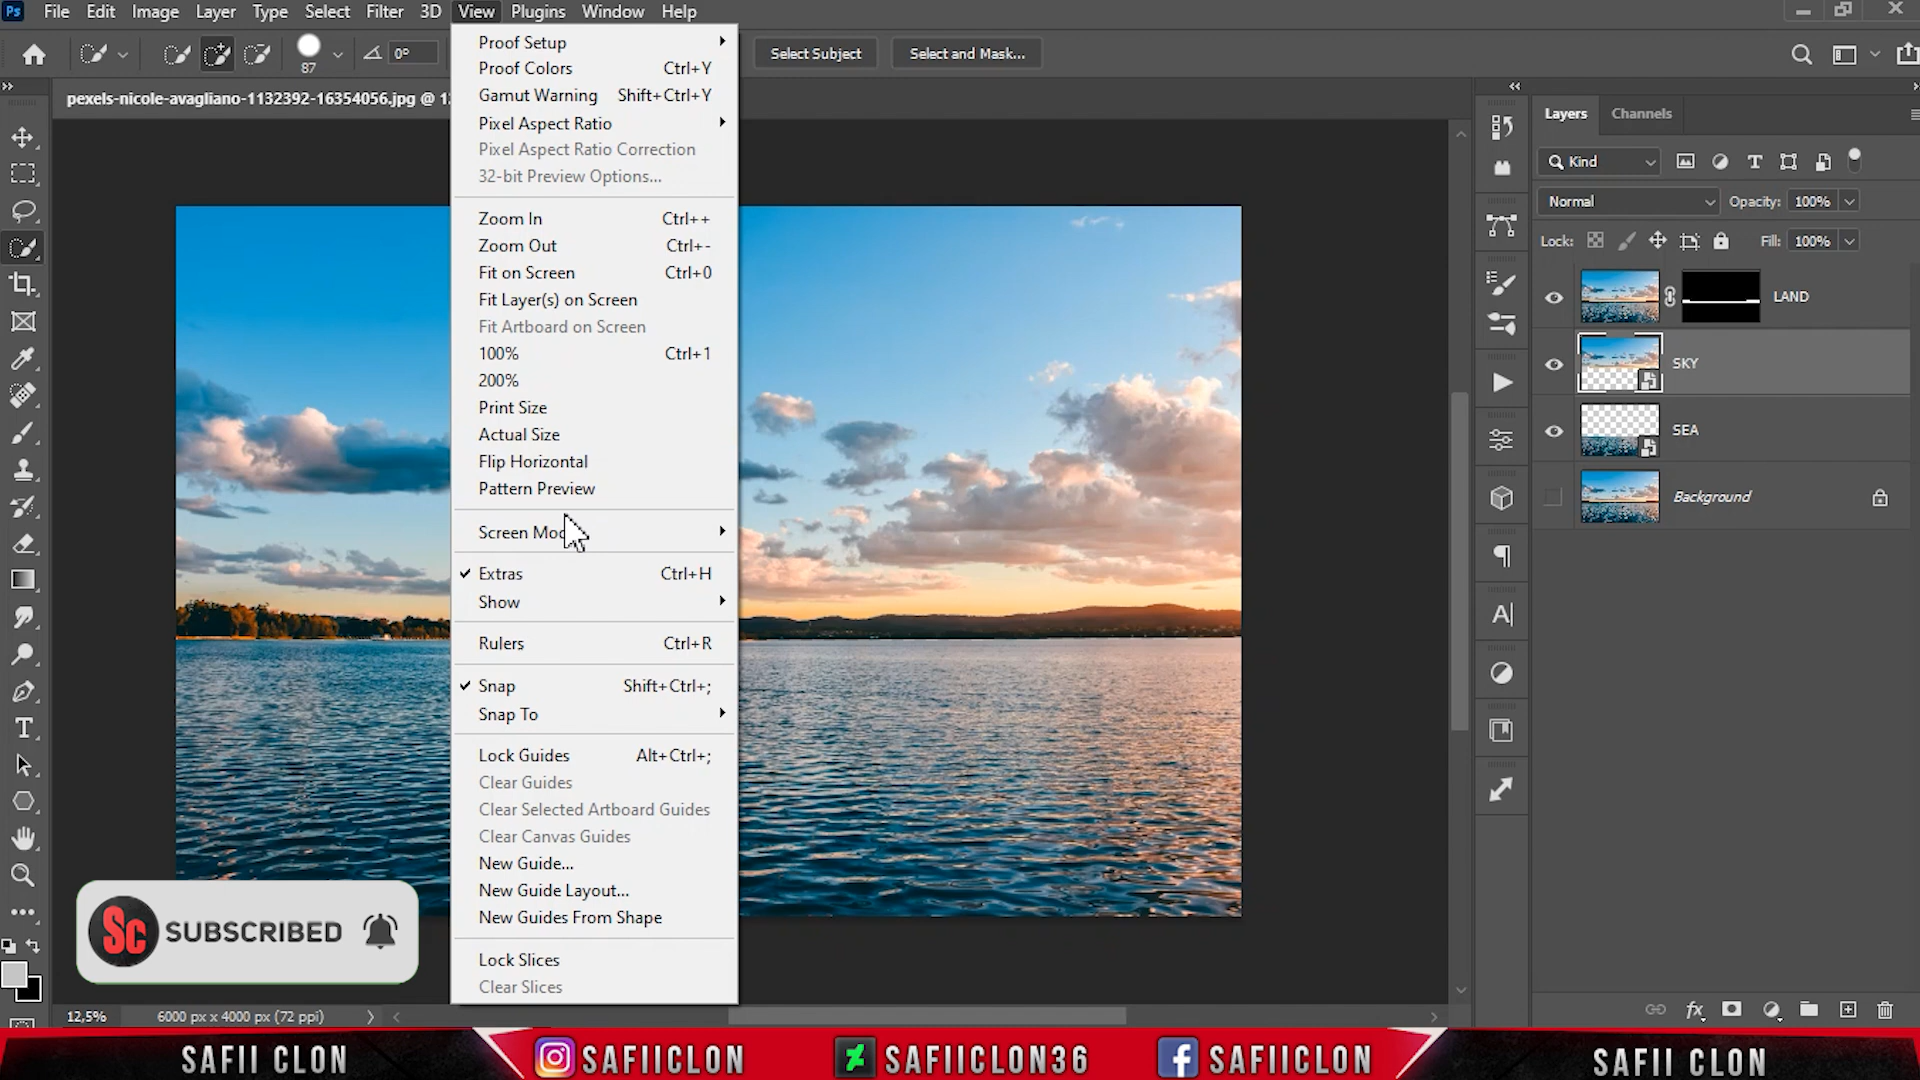 Ps File Edit Image Layer Type Select Filter 3D View Plugins Window Help
87 0° Select Subject Select and Mask...
pexels-nicole-avagliano-1132392-16354056.jpg @
Proof Setup
Proof Colors Ctrl+Y
Gamut Warning Shift+Ctrl+Y
Pixel Aspect Ratio
Pixel Aspect Ratio Correction
32-bit Preview Options...
Zoom In Ctrl++
Zoom Out Ctrl+-
Fit on Screen Ctrl+0
Fit Layer(s) on Screen
Fit Artboard on Screen
100% Ctrl+1
200%
Print Size
Actual Size
Flip Horizontal
Pattern Preview
Screen
Extras Ctrl+H
Show
Rulers Ctrl+R
Snap Shift+Ctrl+;
Snap To
Lock Guides Alt+Ctrl+;
Clear Guides
Clear Selected Artboard Guides
Clear Canvas Guides
New Guide...
New Guide Layout...
New Guides From Shape
Lock Slices
Clear Slices
Layers Channels
Kind
Normal Opacity: 100%
Lock: Fill: 100%
LAND
SKY
SEA
Background
Sc SUBSCRIBED
12,5% 6000 px x 4000 px (72 ppi)
SAFII CLON SAFIICLON SAFIICLON36 SAFIICLON SAFII CLON